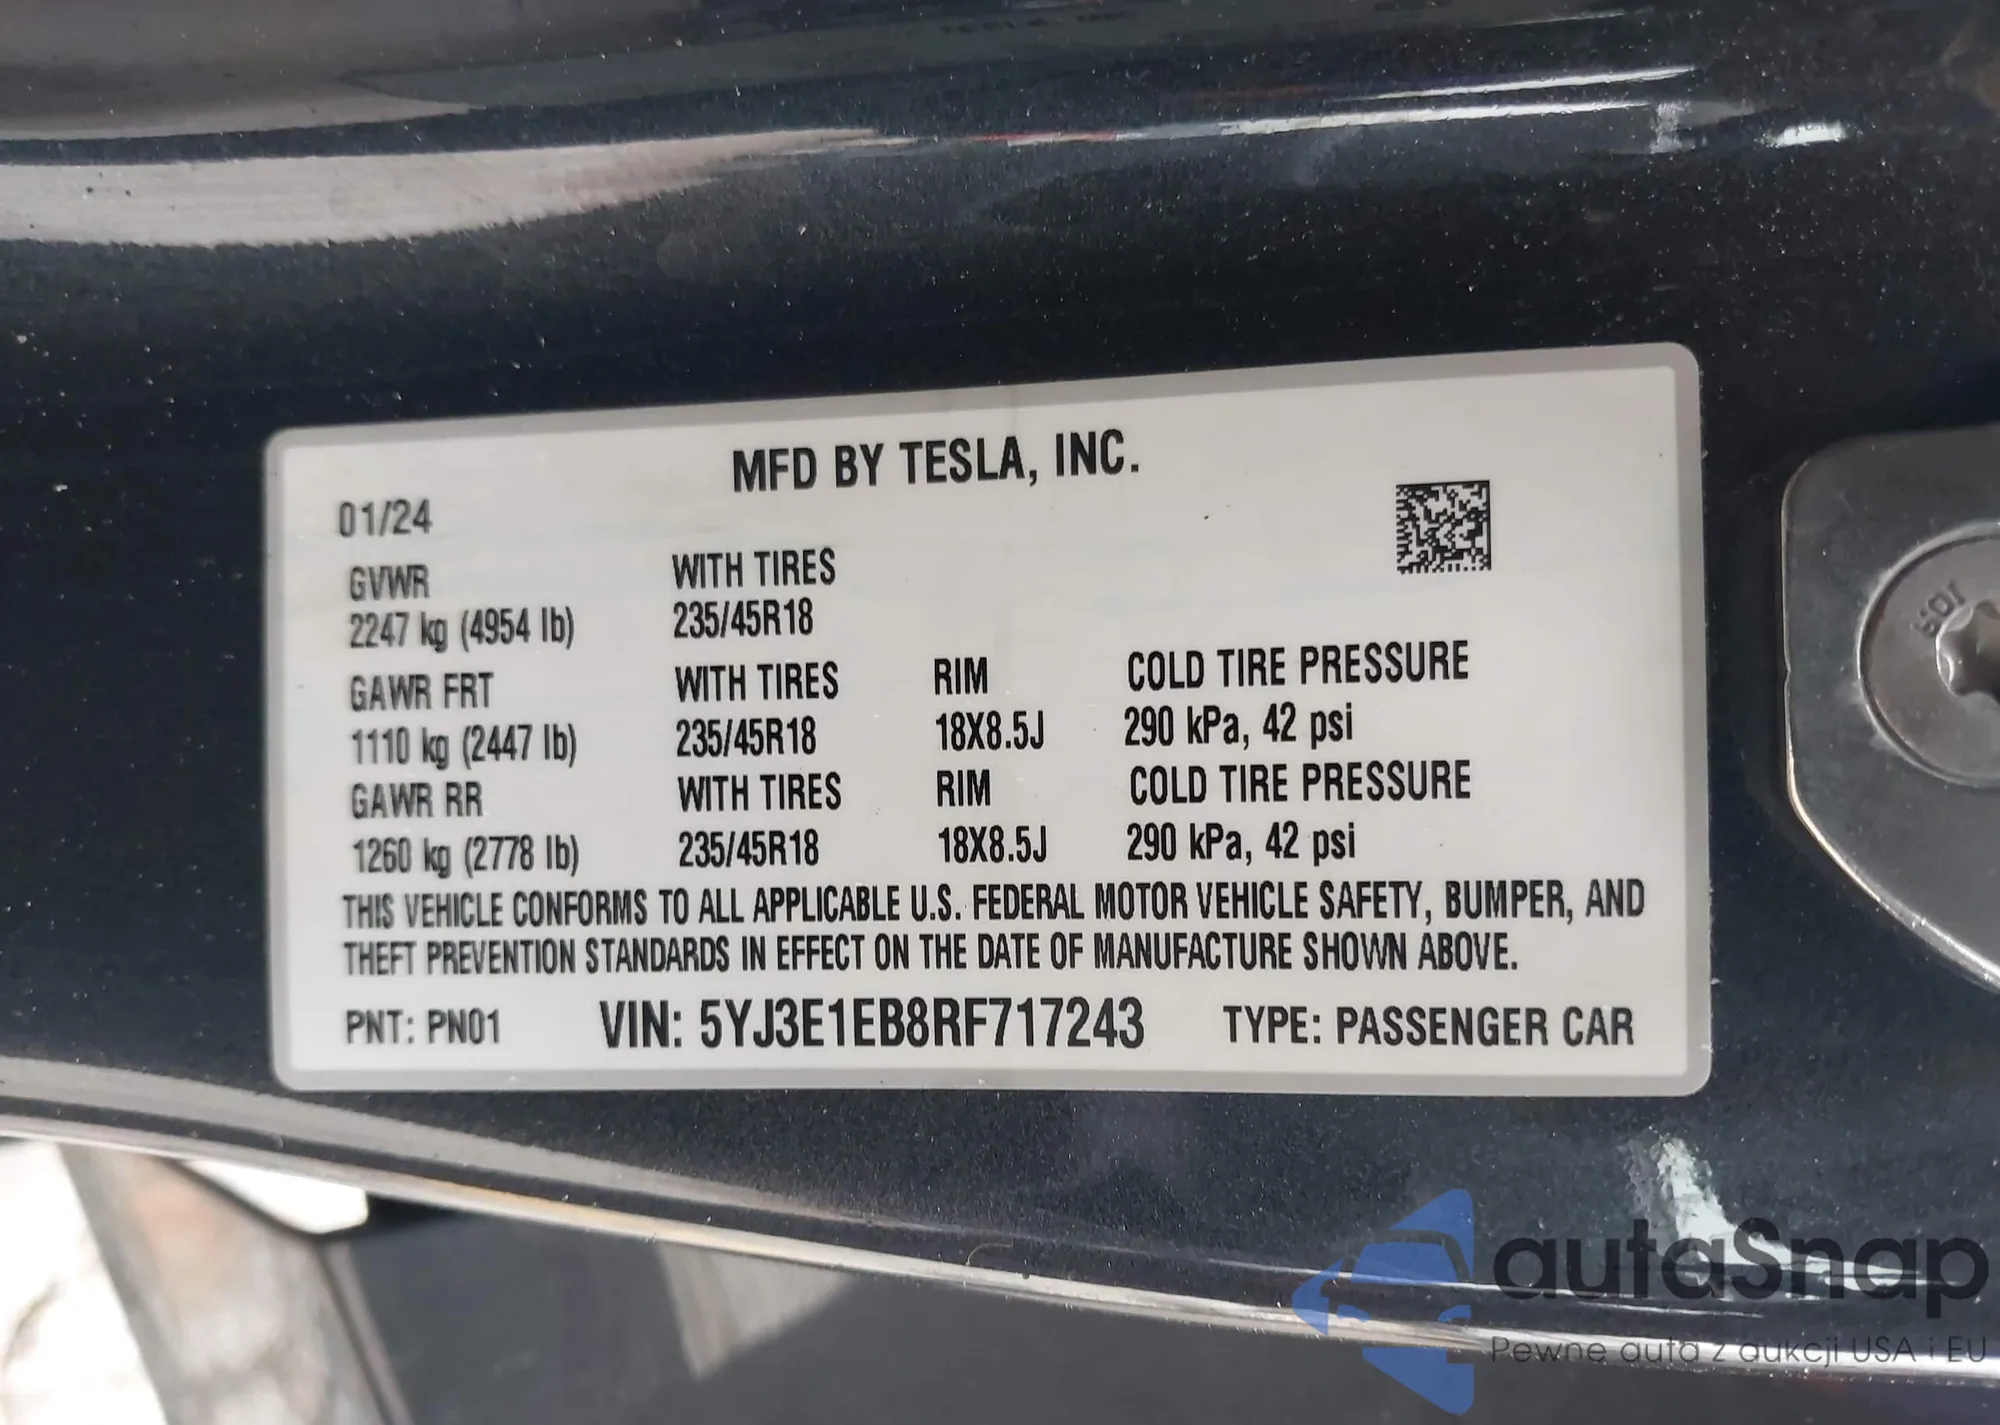 MFD BY TESLA, INC.
01/24
GVWR WITH TIRES
2247 kg (4954 lb) 235/45R18
GAWR FRT WITH TIRES RIM COLD TIRE PRESSURE
1110 kg (2447 lb) 235/45R18 18X8.5J 290 kPa, 42 psi
GAWR RR WITH TIRES RIM COLD TIRE PRESSURE
1260 kg (2778 lb) 235/45R18 18X8.5J 290 kPa, 42 psi
THIS VEHICLE CONFORMS TO ALL APPLICABLE U.S. FEDERAL MOTOR VEHICLE SAFETY, BUMPER, AND
THEFT PREVENTION STANDARDS IN EFFECT ON THE DATE OF MANUFACTURE SHOWN ABOVE.
PNT: PN01 VIN: 5YJ3E1EB8RF717243 TYPE: PASSENGER CAR
autaSnap
Pewne auta z aukcji USA i EU